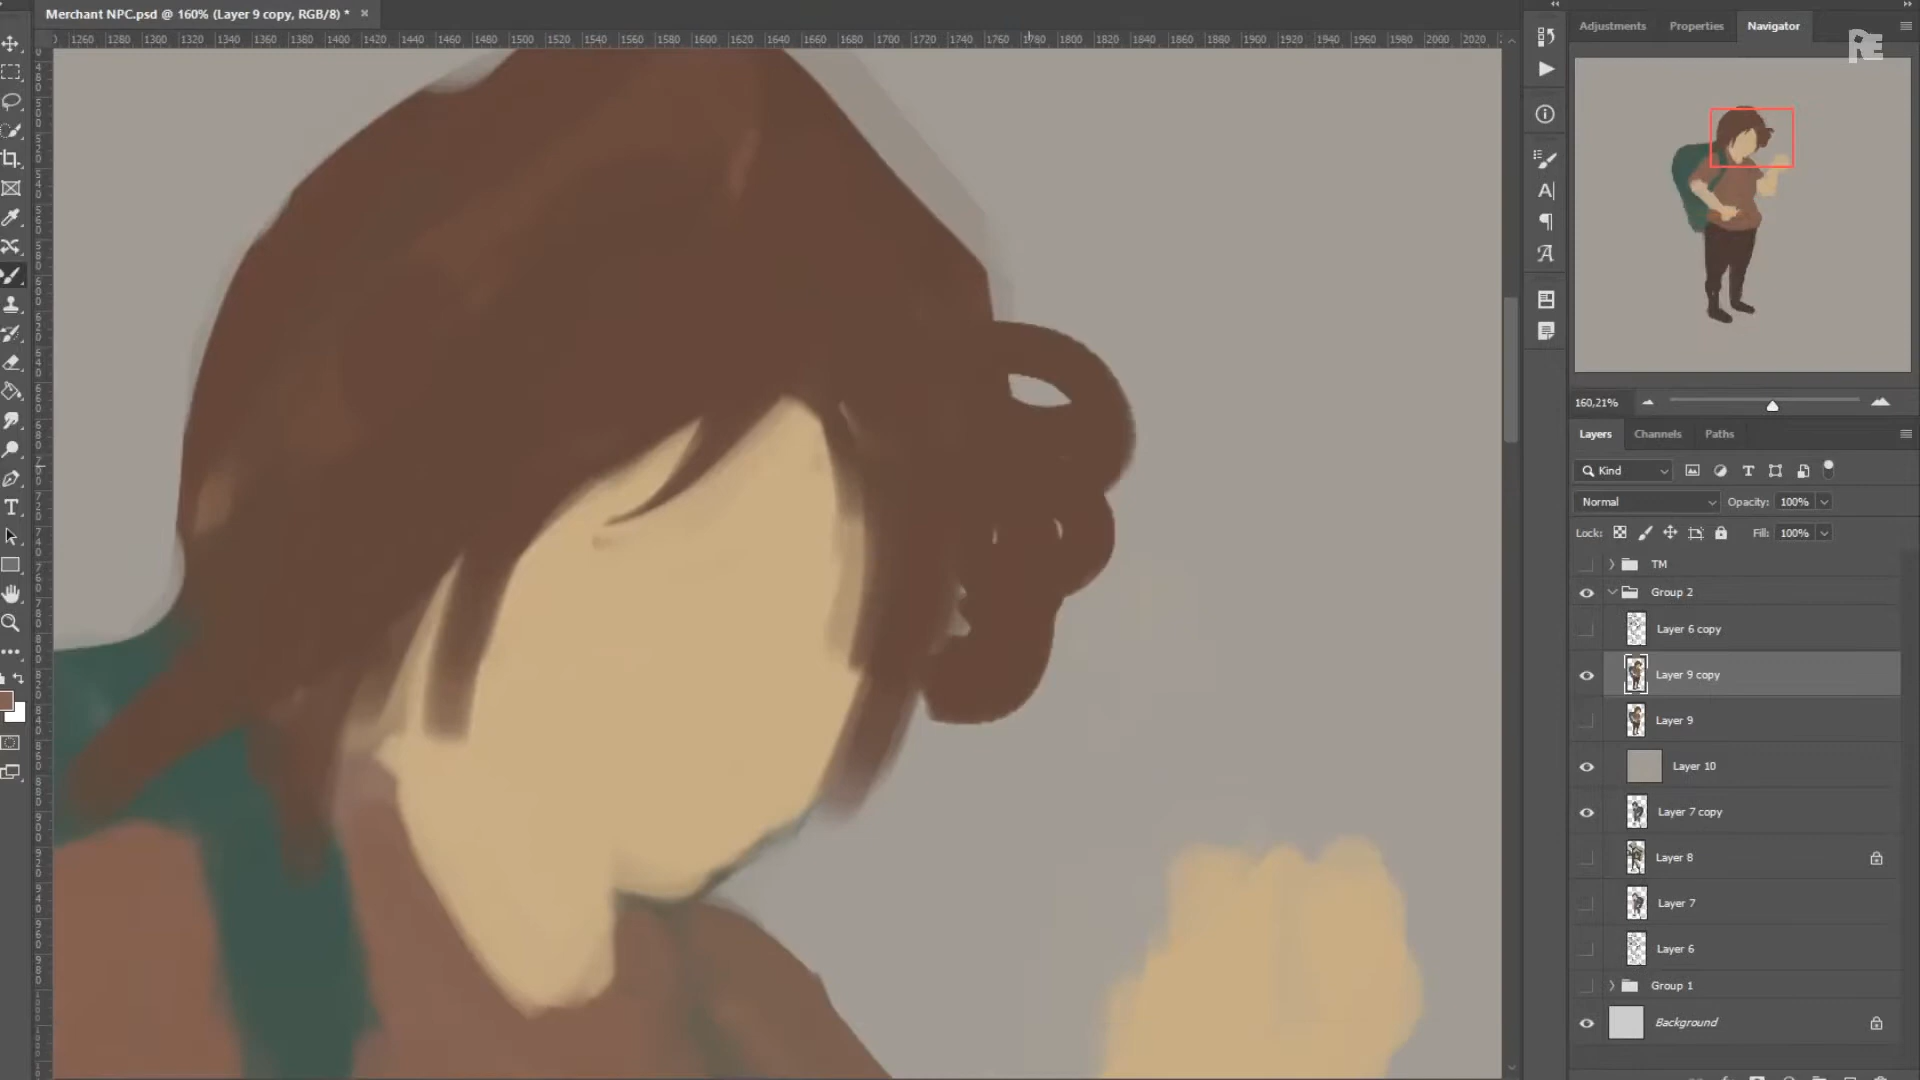 Merchant NPC.psd @ 160% (Layer 9 copy, RGB/8) *
1260 1280 1300 1320 1340 1360 1380 1400 1420 1440 1460 1480 1500 1520 1540 1560 1580 1600 1620 1640 1660 1680 1700 1720 1740 1760 1780 1800 1820 1840 1860 1880 1900 1920 1940 1960 1980 2000 2020
Adjustments Properties Navigator
RE
160,21%
Layers Channels Paths
Kind
Normal Opacity: 100%
Lock: Fill: 100%
TM
Group 2
Layer 6 copy
Layer 9 copy
Layer 9
Layer 10
Layer 7 copy
Layer 8
Layer 7
Layer 6
Group 1
Background